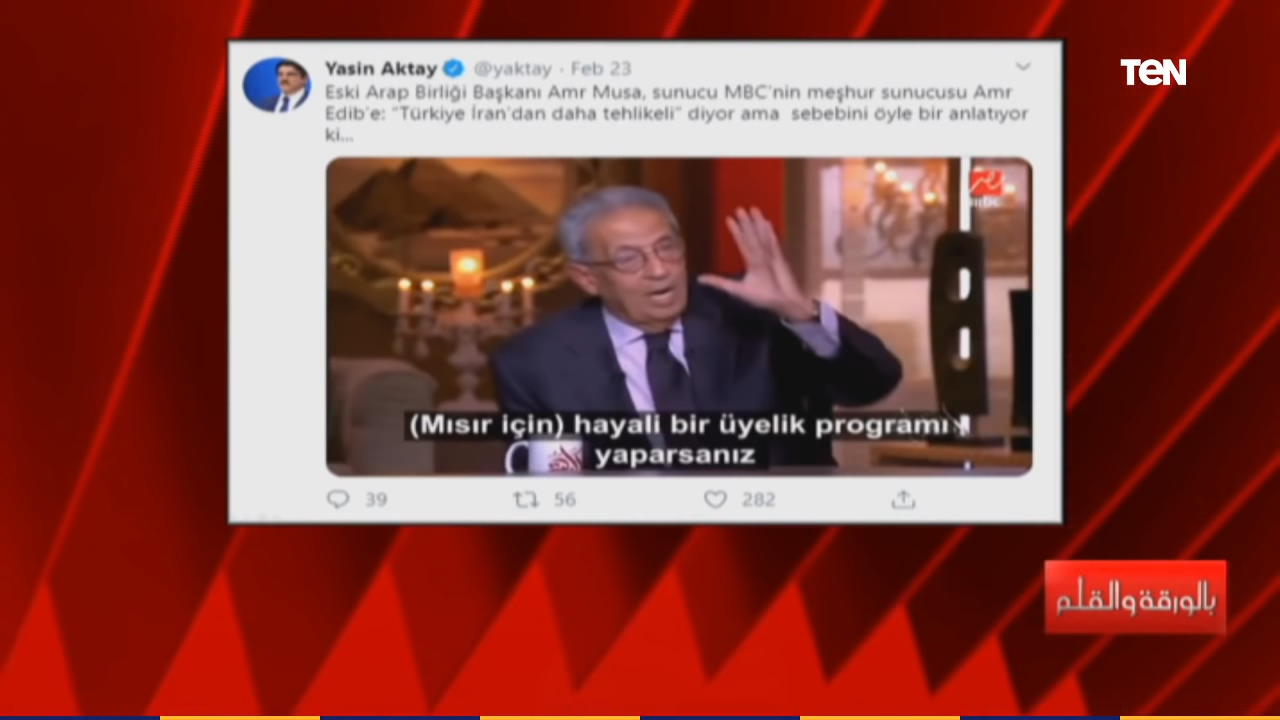 TEN
Yasin Aktay @yaktay · Feb 23
Eski Arap Birliği Başkanı Amr Musa, sunucu MBC'nin meşhur sunucusu Amr
Edib'e: "Türkiye İran'dan daha tehlikeli" diyor ama sebebini öyle bir anlatıyor
ki...
مصر
mbc
(Mısır için) hayali bir üyelik programı
yaparsanız
39 56 282
بالورقة والقلم